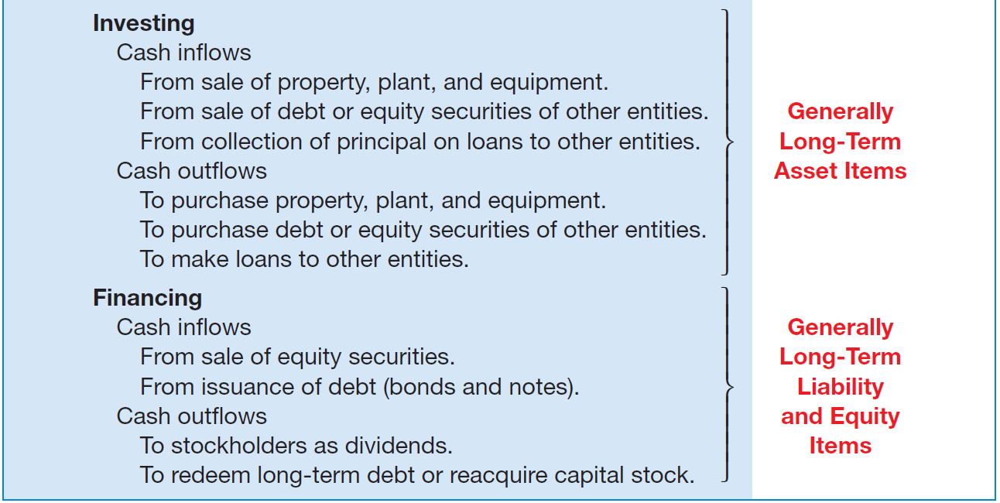 Investing
Cash inflows
From sale of property, plant, and equipment.
From sale of debt or equity securities of other entities.
From collection of principal on loans to other entities.
Cash outflows
To purchase property, plant, and equipment.
To purchase debt or equity securities of other entities.
To make loans to other entities.
Generally
Long-Term
Asset Items
Financing
Cash inflows
From sale of equity securities.
From issuance of debt (bonds and notes).
Cash outflows
To stockholders as dividends.
To redeem long-term debt or reacquire capital stock.
Generally
Long-Term
Liability
and Equity
Items